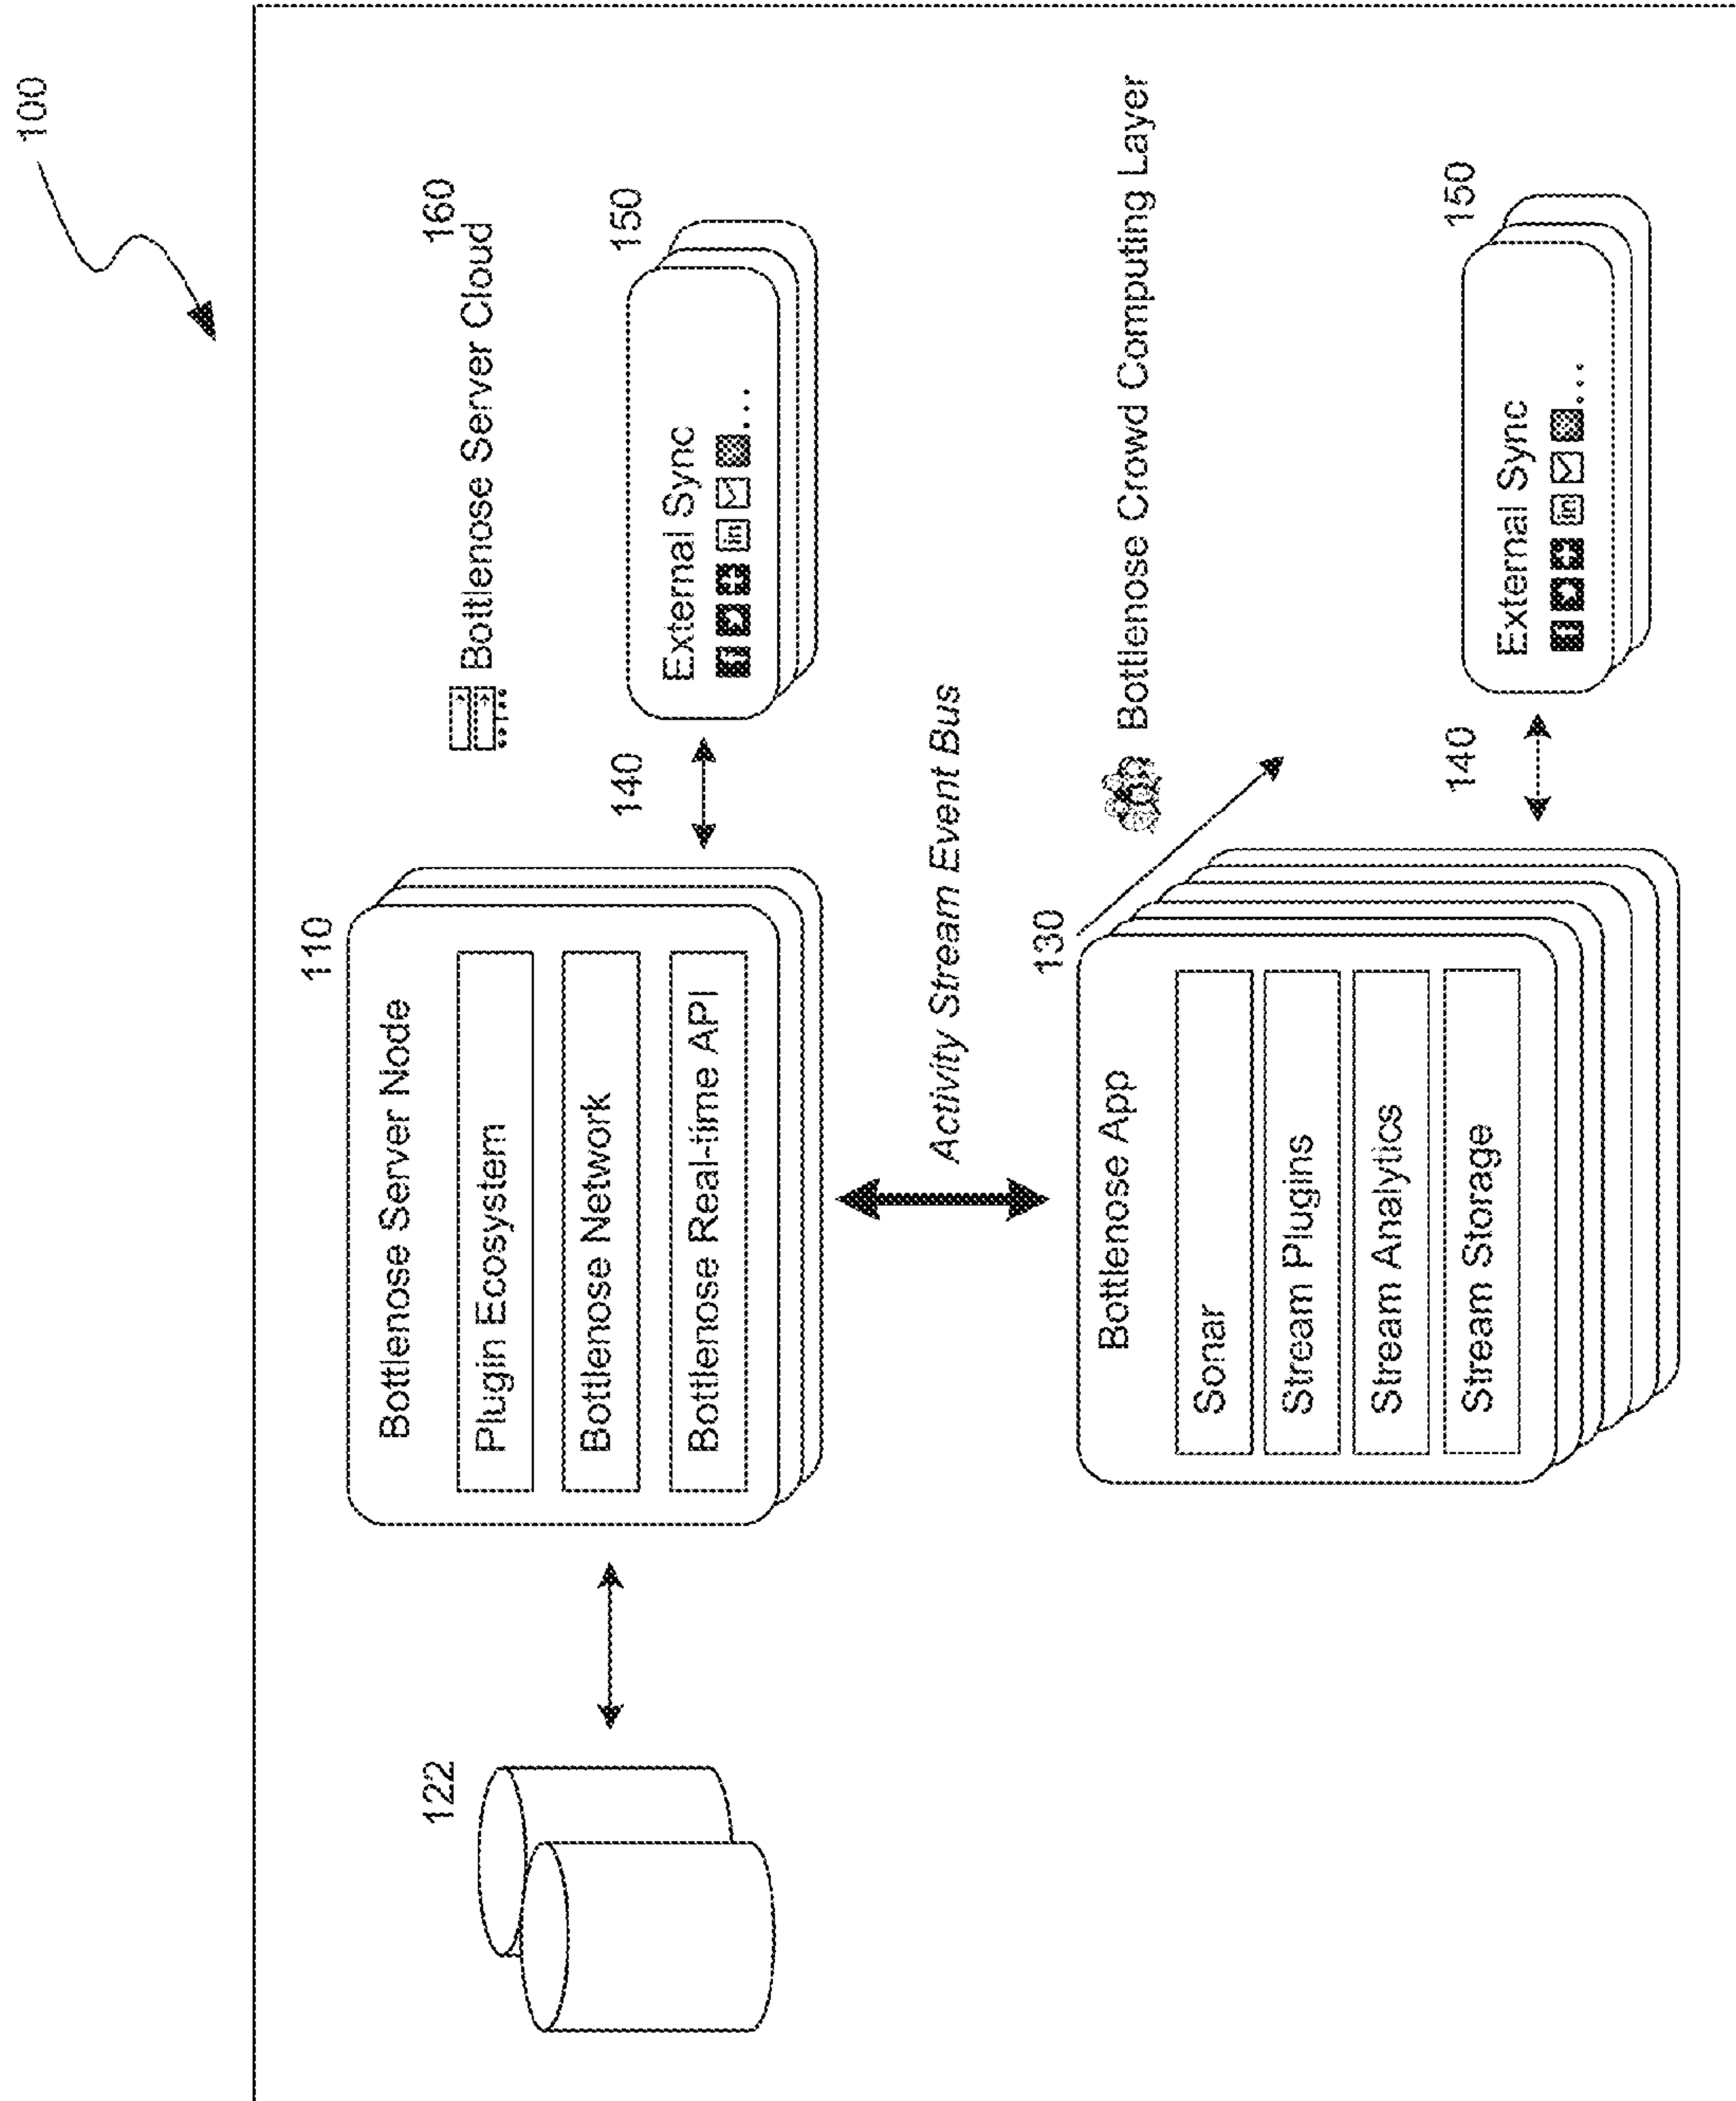 100
160
Bottlenose Server Cloud
122
110
Bottlenose Server Node
Plugin Ecosystem
Bottlenose Network
Bottlenose Real-time API
140
150
External Sync
in
...
Activity Stream Event Bus
130
Bottlenose Crowd Computing Layer
Bottlenose App
Sonar
Stream Plugins
Stream Analytics
Stream Storage
140
150
External Sync
in
...